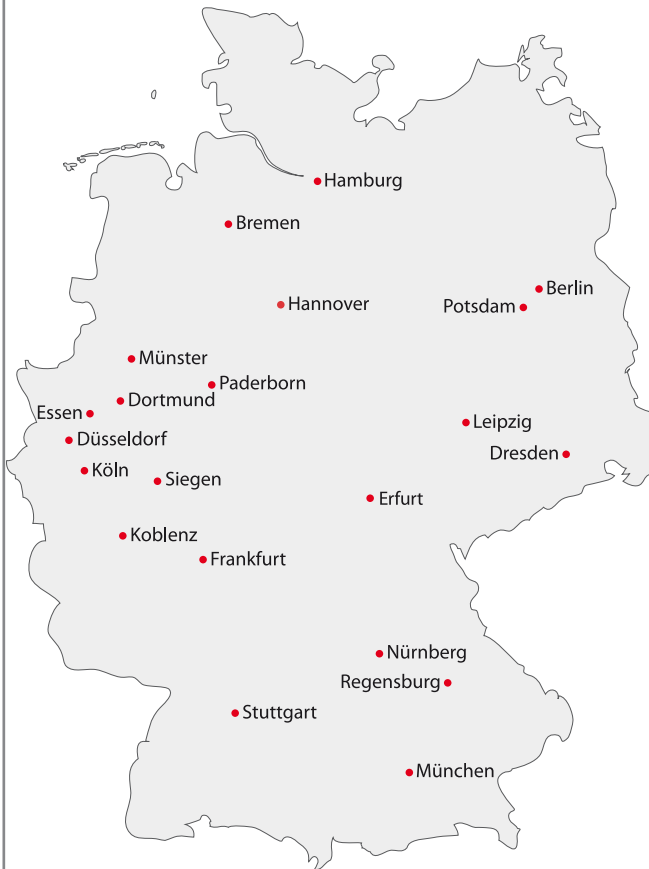 Hamburg
Bremen
Berlin
Hannover
Potsdam
Münster
Paderborn
Dortmund
Essen
Leipzig
Düsseldorf
Dresden
Köln
Siegen
Erfurt
Koblenz
Frankfurt
Nürnberg
Regensburg
Stuttgart
München